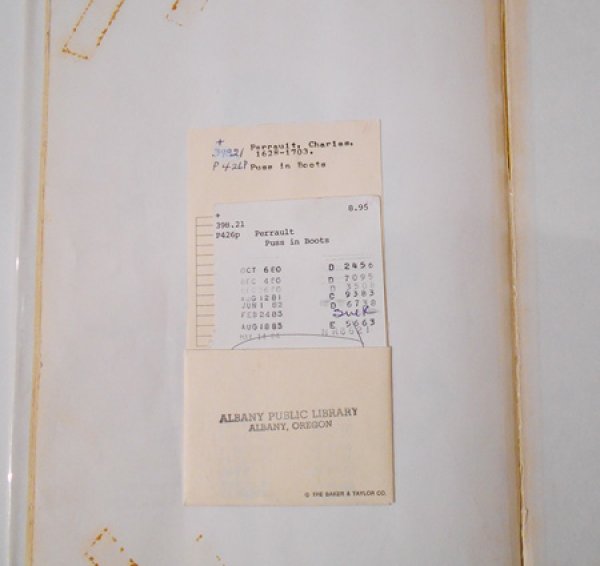 +
Perrault, Charles.
398.21 1628-1703.
P426P Puss in Boots
+ 8.95
398.21
P426p Perrault
Puss in Boots
OCT 6 80 D 2456
DEC 4 80 D 7095
D 3508
AUG 12 81 C 9383
JUN 1 82 D 6738
FEB 24 83
AUG 18 83 E 5663
ALBANY PUBLIC LIBRARY
ALBANY, OREGON
© THE BAKER & TAYLOR CO.